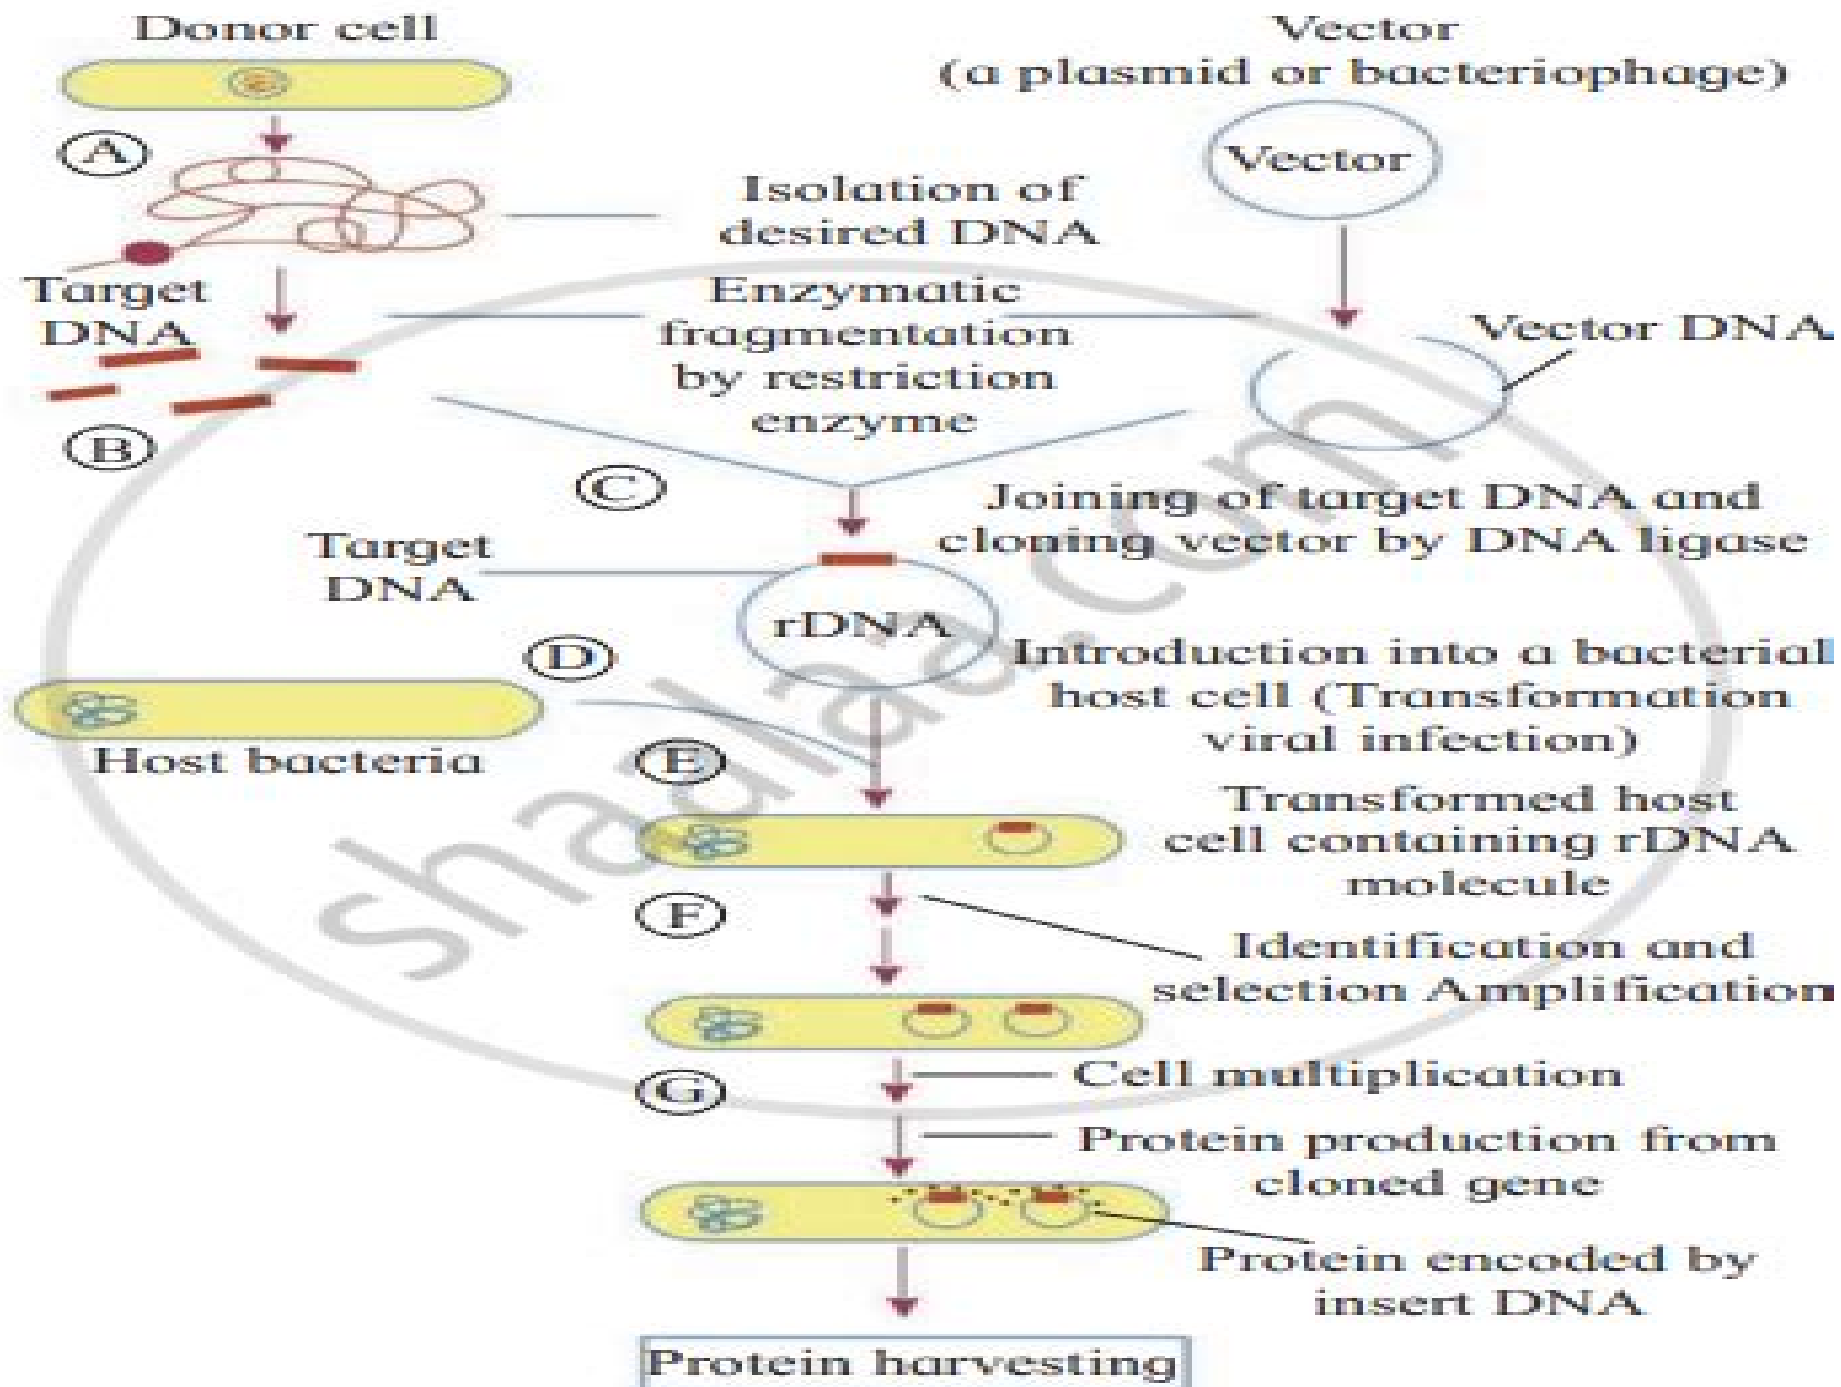 Donor cell
Vector
(a plasmid or bacteriophage)
A
Vector
Isolation of
desired DNA
Target
DNA
Enzymatic
fragmentation
by restriction
enzyme
Vector DNA
B
C
Joining of target DNA and
cloning vector by DNA ligase
Target
DNA
rDNA
D
Introduction into a bacterial
host cell (Transformation
viral infection)
Host bacteria
E
Transformed host
cell containing rDNA
molecule
F
Identification and
selection Amplification
G
Cell multiplication
Protein production from
cloned gene
Protein encoded by
insert DNA
Protein harvesting
shaalaa.com